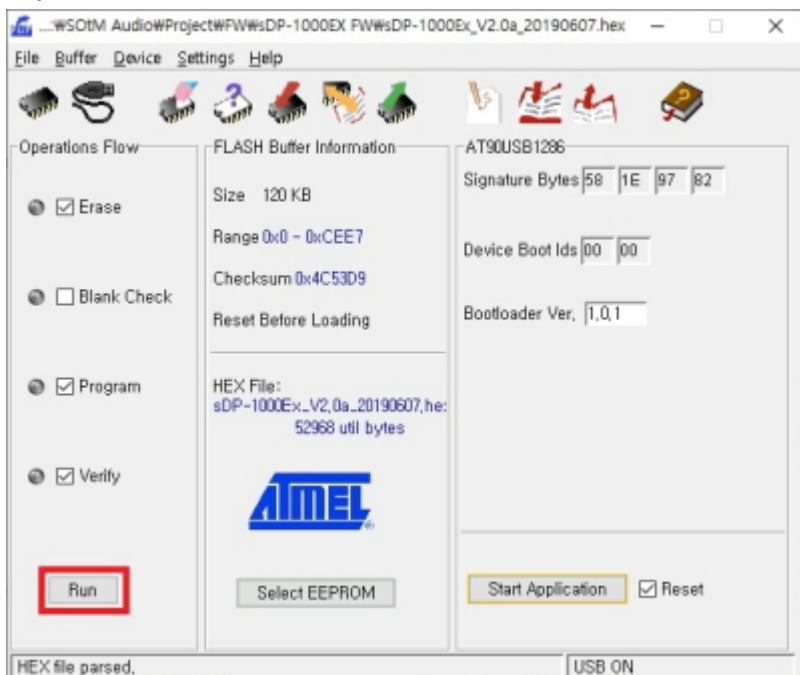 ...\SOtM Audio₩Project₩FW₩sDP-1000EX FW₩sDP-1000Ex_V2.0a_20190607.hex
File Buffer Device Settings Help
Operations Flow
Erase
Blank Check
Program
Verify
Run
FLASH Buffer Information
Size 120 KB
Range 0x0 - 0xCEE7
Checksum 0x4C53D9
Reset Before Loading
HEX File:
sDP-1000Ex_V2,0a_20190607,he:
52968 util bytes
ATMEL
Select EEPROM
AT90USB1286
Signature Bytes 58 1E 97 82
Device Boot Ids 00 00
Bootloader Ver, 1,0,1
Start Application Reset
HEX file parsed, USB ON